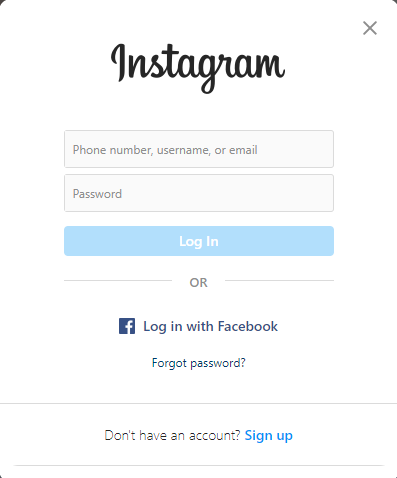 Instagram
Phone number, username, or email
Password
Log In
OR
Log in with Facebook
Forgot password?
Don't have an account? Sign up